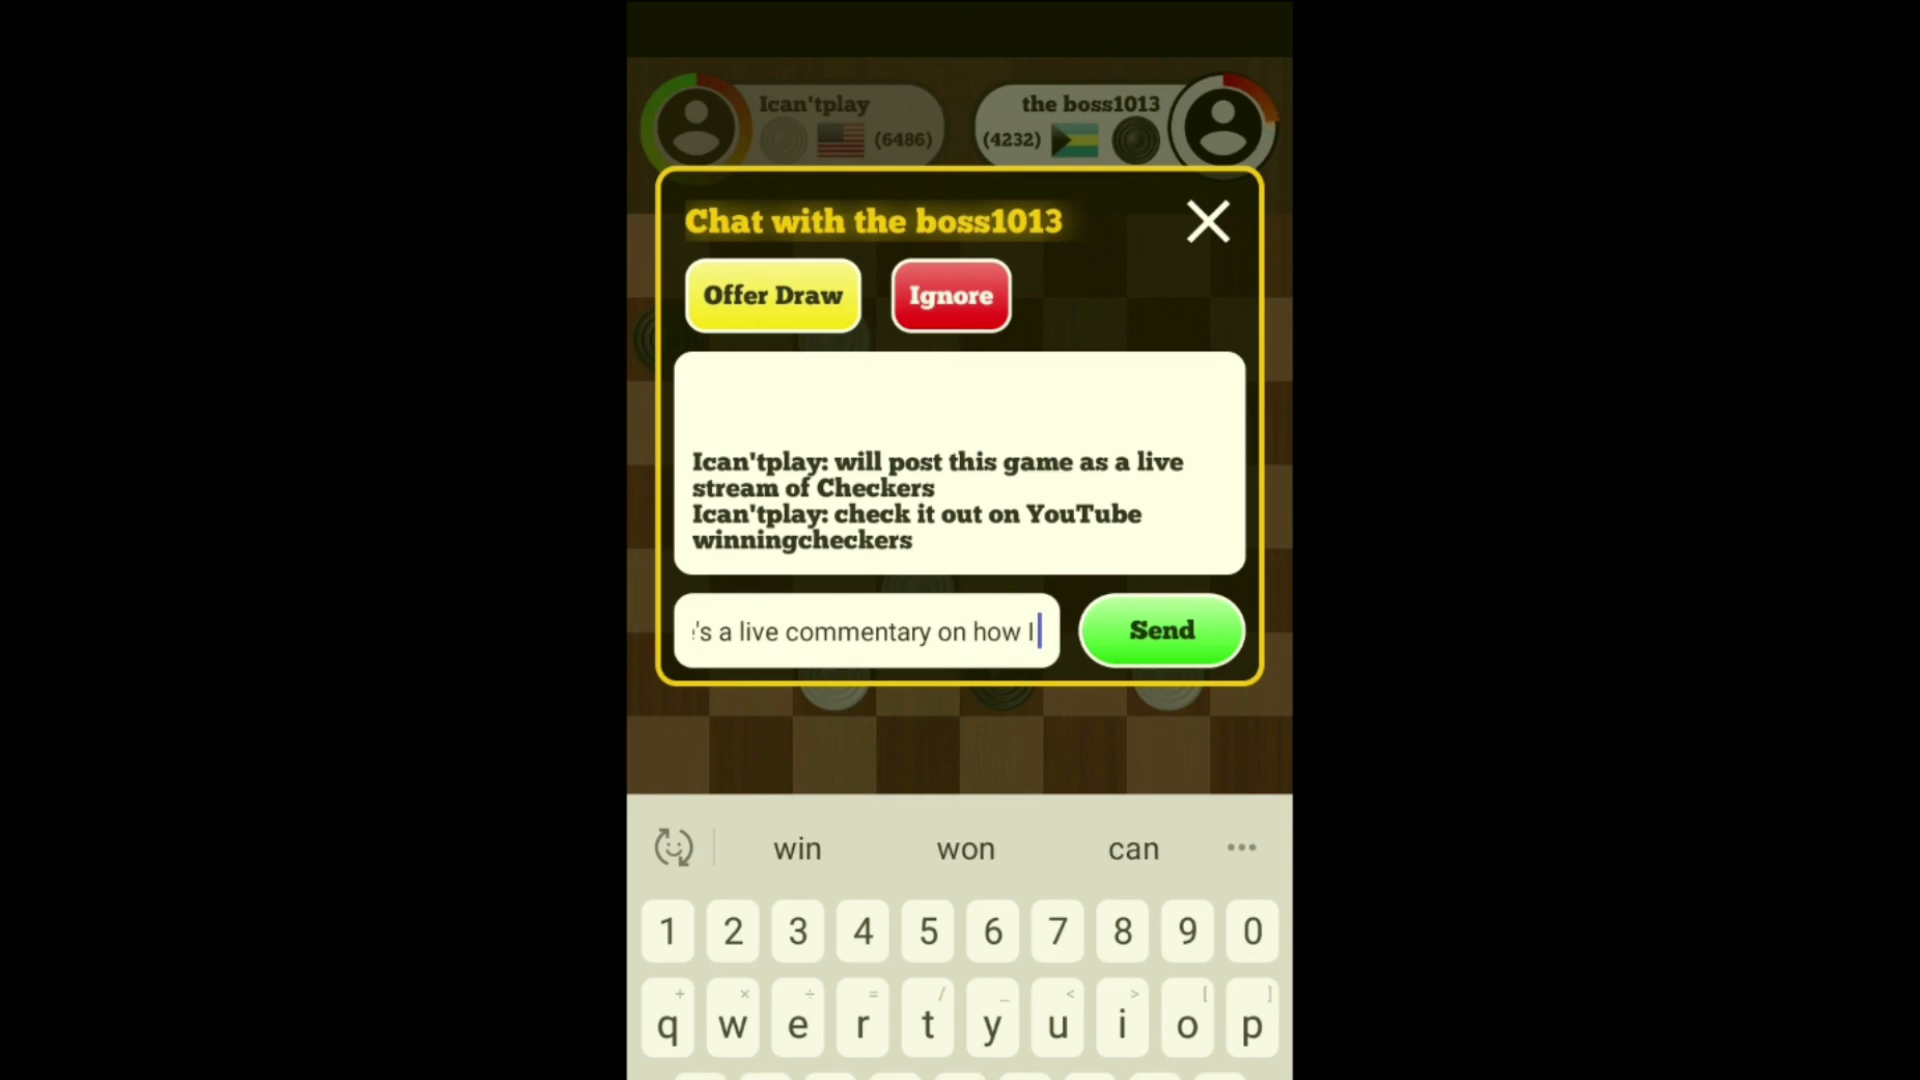 Ican'tplay
(6486)
the boss1013
(4232)
Chat with the boss1013
Offer Draw
Ignore
Ican'tplay: will post this game as a live
stream of Checkers
Ican'tplay: check it out on YouTube
winningcheckers
's a live commentary on how I
Send
win won can
1 2 3 4 5 6 7 8 9 0
+ × ÷ = / _ < > [ ]
q w e r t y u i o p